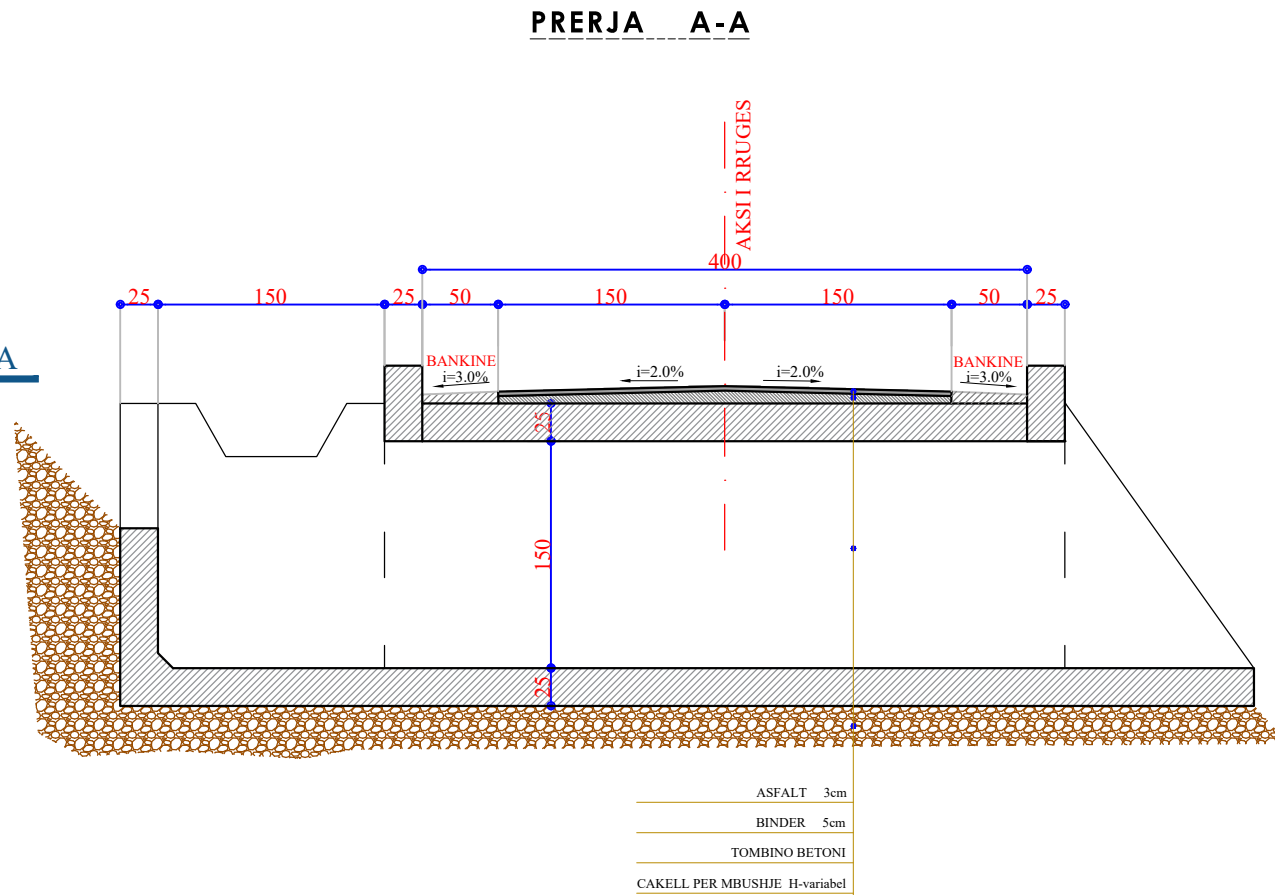 PRERJA A-A
AKSI I RRUGES
400
25 150 25 50 150 150 50 25
A
BANKINE
i=3.0%
i=2.0%
i=2.0%
BANKINE
i=3.0%
25
150
25
ASFALT 3cm
BINDER 5cm
TOMBINO BETONI
CAKELL PER MBUSHJE H-variabel